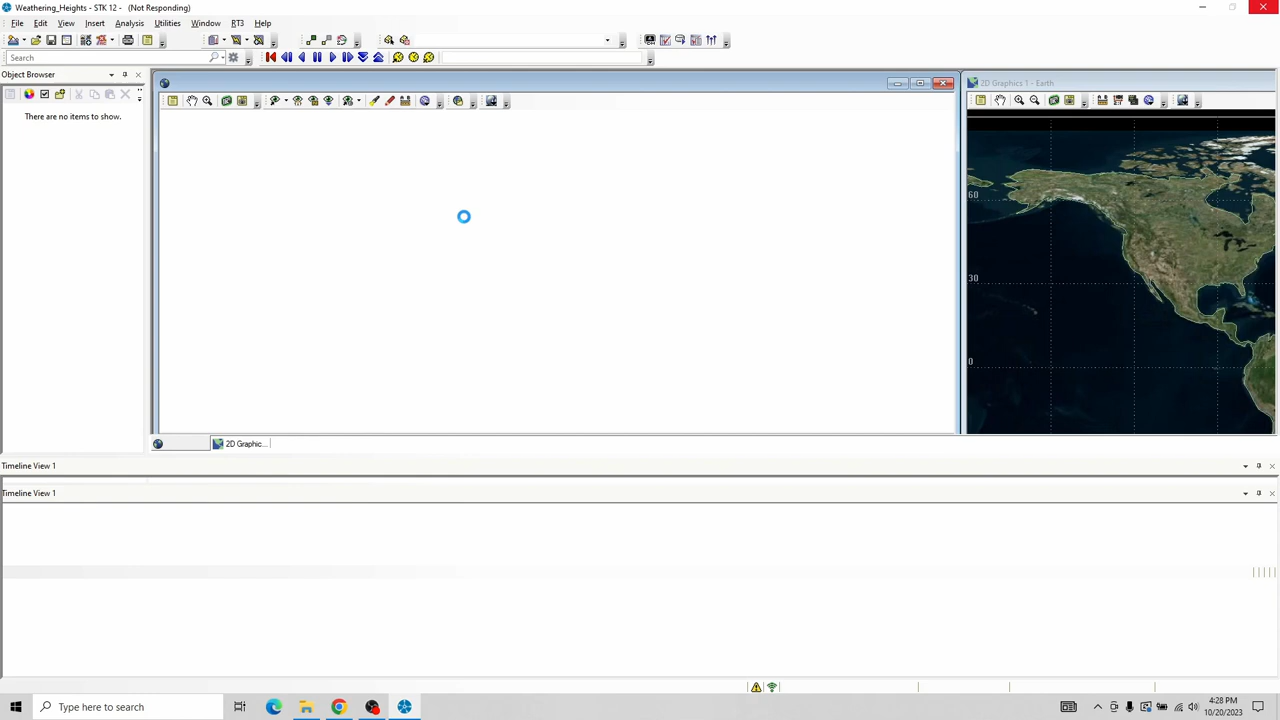 Weathering_Heights - STK 12 - (Not Responding)
File Edit View Insert Analysis Utilities Window RT3 Help
Search
Object Browser
There are no items to show.
2D Graphics 1 - Earth
60
30
0
2D Graphic...
Timeline View 1
Timeline View 1
Type here to search
4:28 PM
10/20/2023